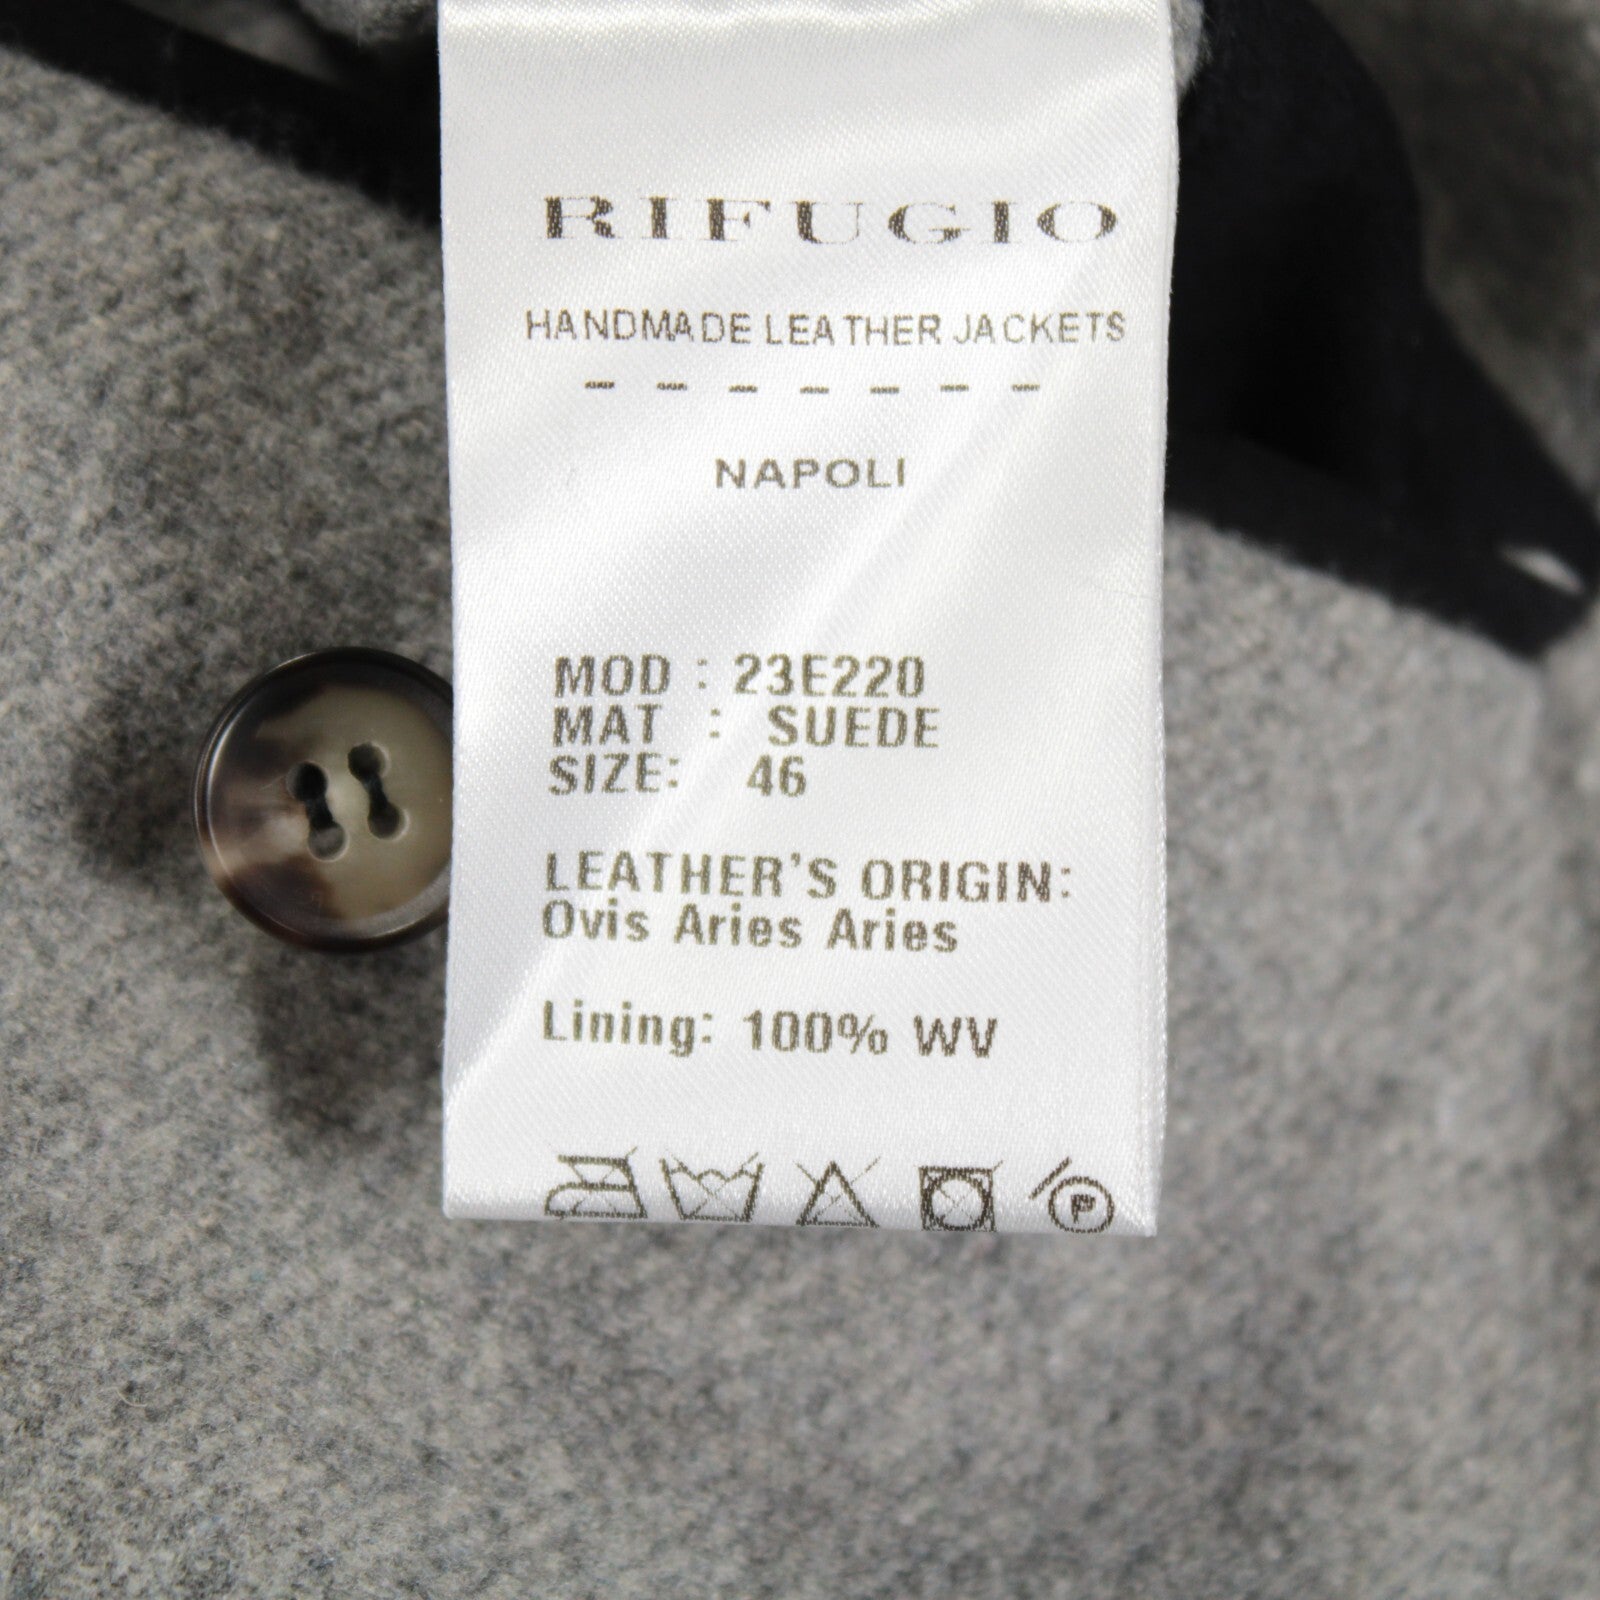 RIFUGIO
HANDMADE LEATHER JACKETS
- - - - - - -
NAPOLI
MOD : 23E220
MAT : SUEDE
SIZE: 46
LEATHER'S ORIGIN:
Ovis Aries Aries
Lining: 100% WV
P